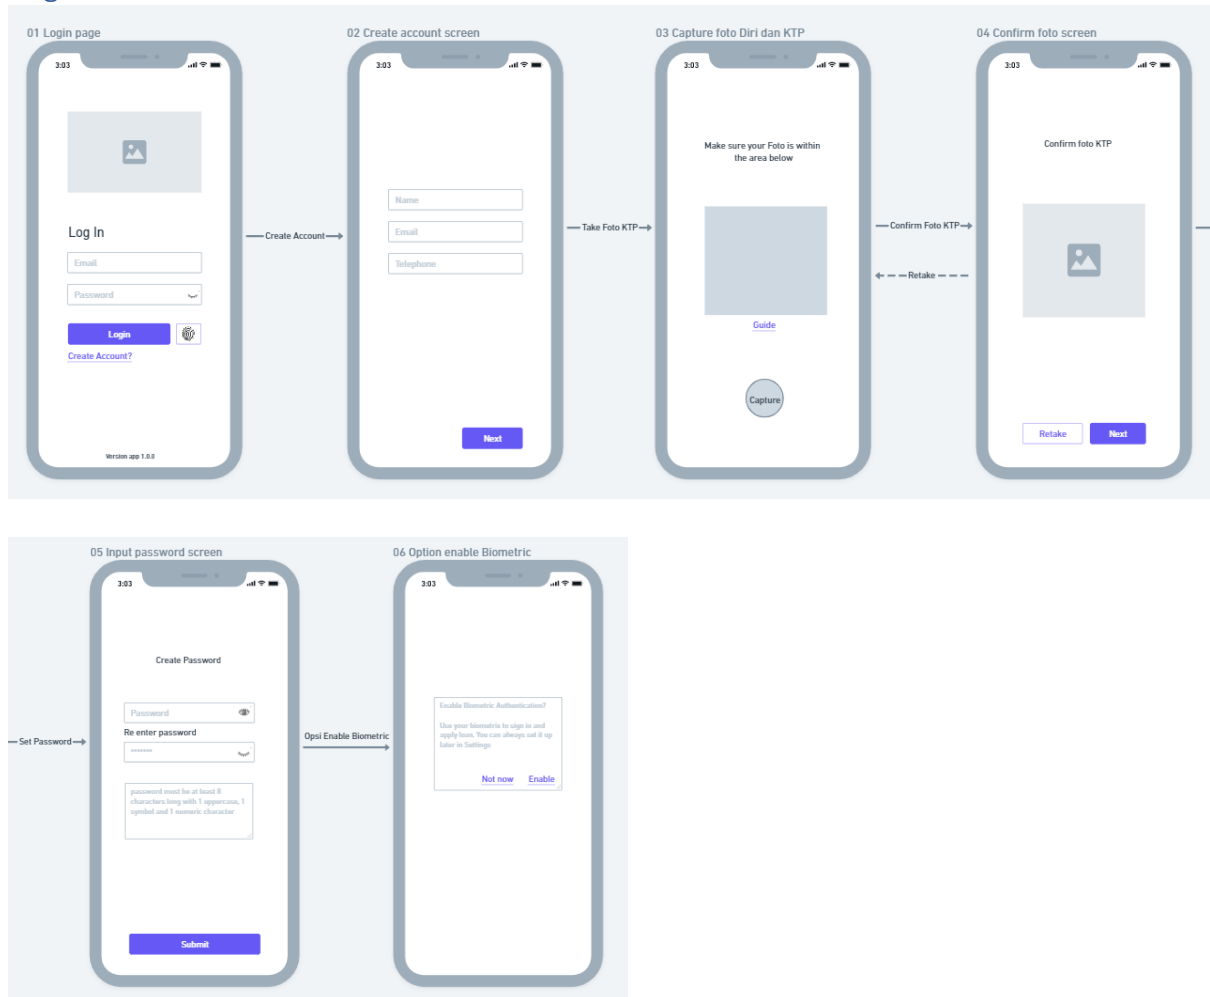 01 Login page
3:03
Log In
Email
Password
Login
Create Account?
Version app 1.0.0
Create Account
02 Create account screen
3:03
Name
Email
Telephone
Next
Take Foto KTP
03 Capture foto Diri dan KTP
3:03
Make sure your Foto is within
the area below
Guide
Capture
Confirm Foto KTP
Retake
04 Confirm foto screen
3:03
Confirm foto KTP
Retake
Next
Set Password
05 Input password screen
3:03
Create Password
Password
Re enter password
*******
password must be at least 8
characters long with 1 uppercase, 1
symbol and 1 numeric character
Submit
Opsi Enable Biometric
06 Option enable Biometric
3:03
Enable Biometric Authentication?
Use your biometric to sign in and
apply loan. You can always set it up
later in Settings
Not now
Enable